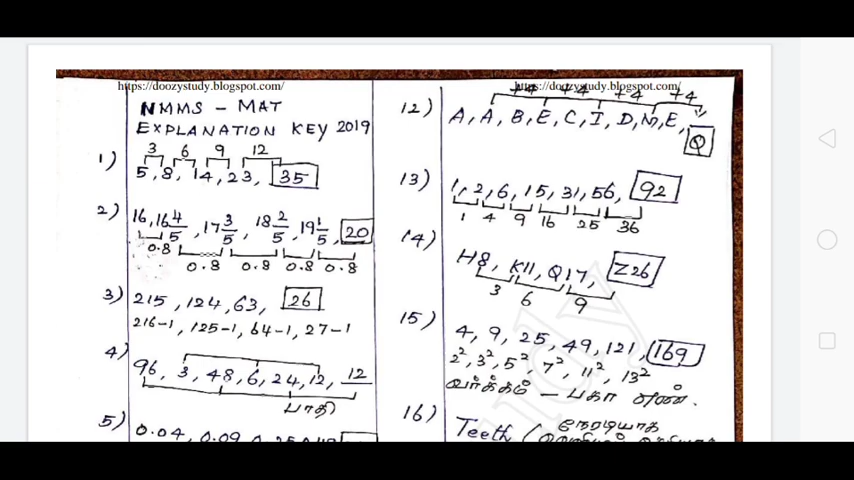 https://doozystudy.blogspot.com/
https://doozystudy.blogspot.com/
NMMS - MAT
EXPLANATION KEY 2019
3 6 9 12
1) 5, 8, 14, 23, 35
2) 16, 16 4/5, 17 3/5, 18 2/5, 19 1/5, 20
0.8 0.8 0.8 0.8 0.8
3) 215, 124, 63, 26
216-1, 125-1, 64-1, 27-1
4) 96, 3, 48, 6, 24, 12, 12
பாதி
5) 0.04, 0.09,
+4 +4 +4 +4
12) A, A, B, E, C, I, D, M, E,
Q
13) 1, 2, 6, 15, 31, 56, 92
1 4 9 16 25 36
14) H8, K11, Q17, Z26
3 6 9
15) 4, 9, 25, 49, 121, 169
2², 3², 5², 7², 11², 13²
வர்க்கம் - பகா எண்.
16) நேரடியாக
Teeth (